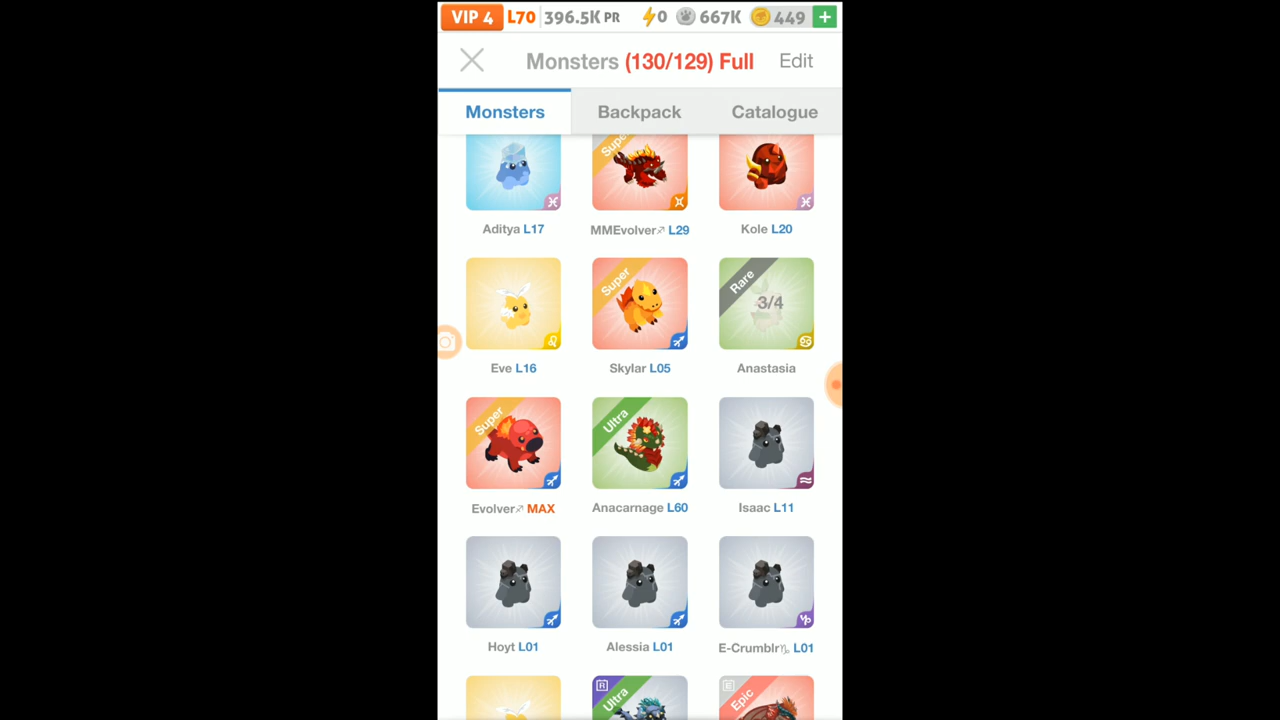 VIP 4 L70 396.5K PR 0 667K 449 +
Monsters (130/129) Full Edit
Monsters Backpack Catalogue
Super
Aditya L17 MMEvolver♐ L29 Kole L20
Super Rare 3/4
Eve L16 Skylar L05 Anastasia
Super Ultra
Evolver♐ MAX Anacarnage L60 Isaac L11
Hoyt L01 Alessia L01 E-Crumblr♑ L01
R Ultra E Epic